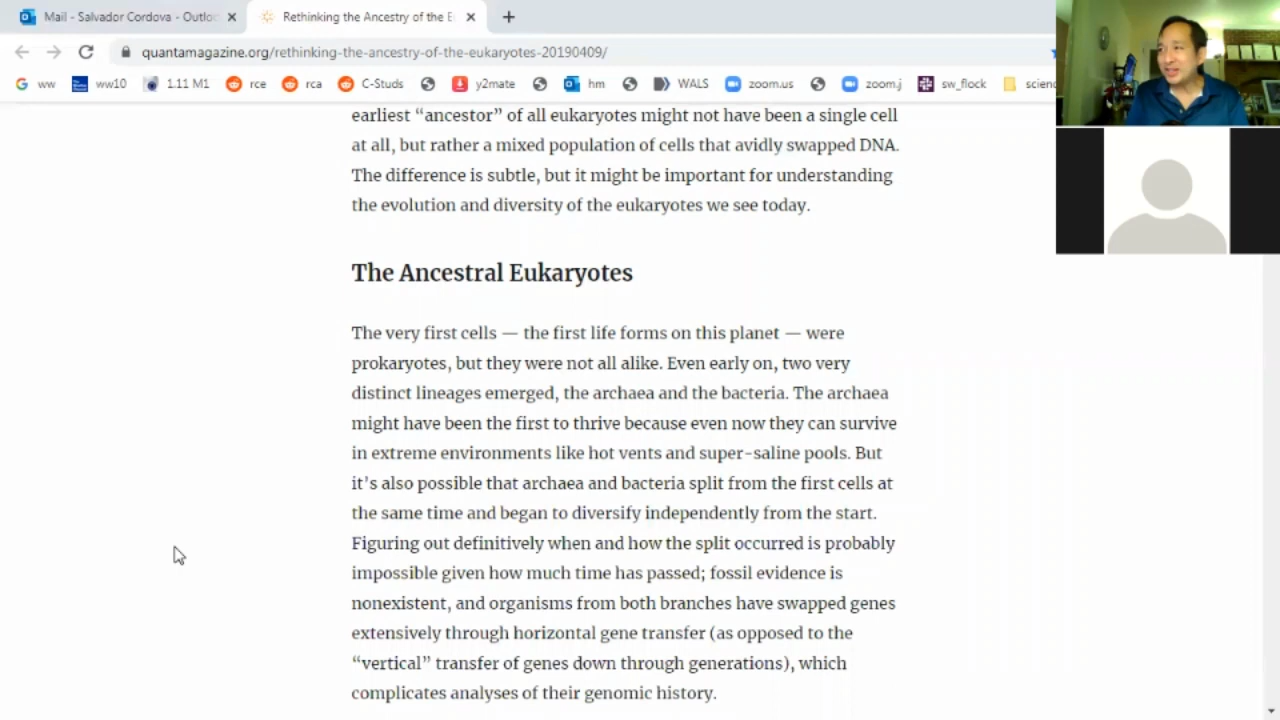 Mail - Salvador Cordova - Outloo
Rethinking the Ancestry of the E
quantamagazine.org/rethinking-the-ancestry-of-the-eukaryotes-20190409/
ww
ww10
1.11 M1
rce
rca
C-Studs
y2mate
hm
WALS
zoom.us
zoom.j
sw_flock
scienc
earliest “ancestor” of all eukaryotes might not have been a single cell
at all, but rather a mixed population of cells that avidly swapped DNA.
The difference is subtle, but it might be important for understanding
the evolution and diversity of the eukaryotes we see today.
The Ancestral Eukaryotes
The very first cells — the first life forms on this planet — were
prokaryotes, but they were not all alike. Even early on, two very
distinct lineages emerged, the archaea and the bacteria. The archaea
might have been the first to thrive because even now they can survive
in extreme environments like hot vents and super-saline pools. But
it’s also possible that archaea and bacteria split from the first cells at
the same time and began to diversify independently from the start.
Figuring out definitively when and how the split occurred is probably
impossible given how much time has passed; fossil evidence is
nonexistent, and organisms from both branches have swapped genes
extensively through horizontal gene transfer (as opposed to the
“vertical” transfer of genes down through generations), which
complicates analyses of their genomic history.